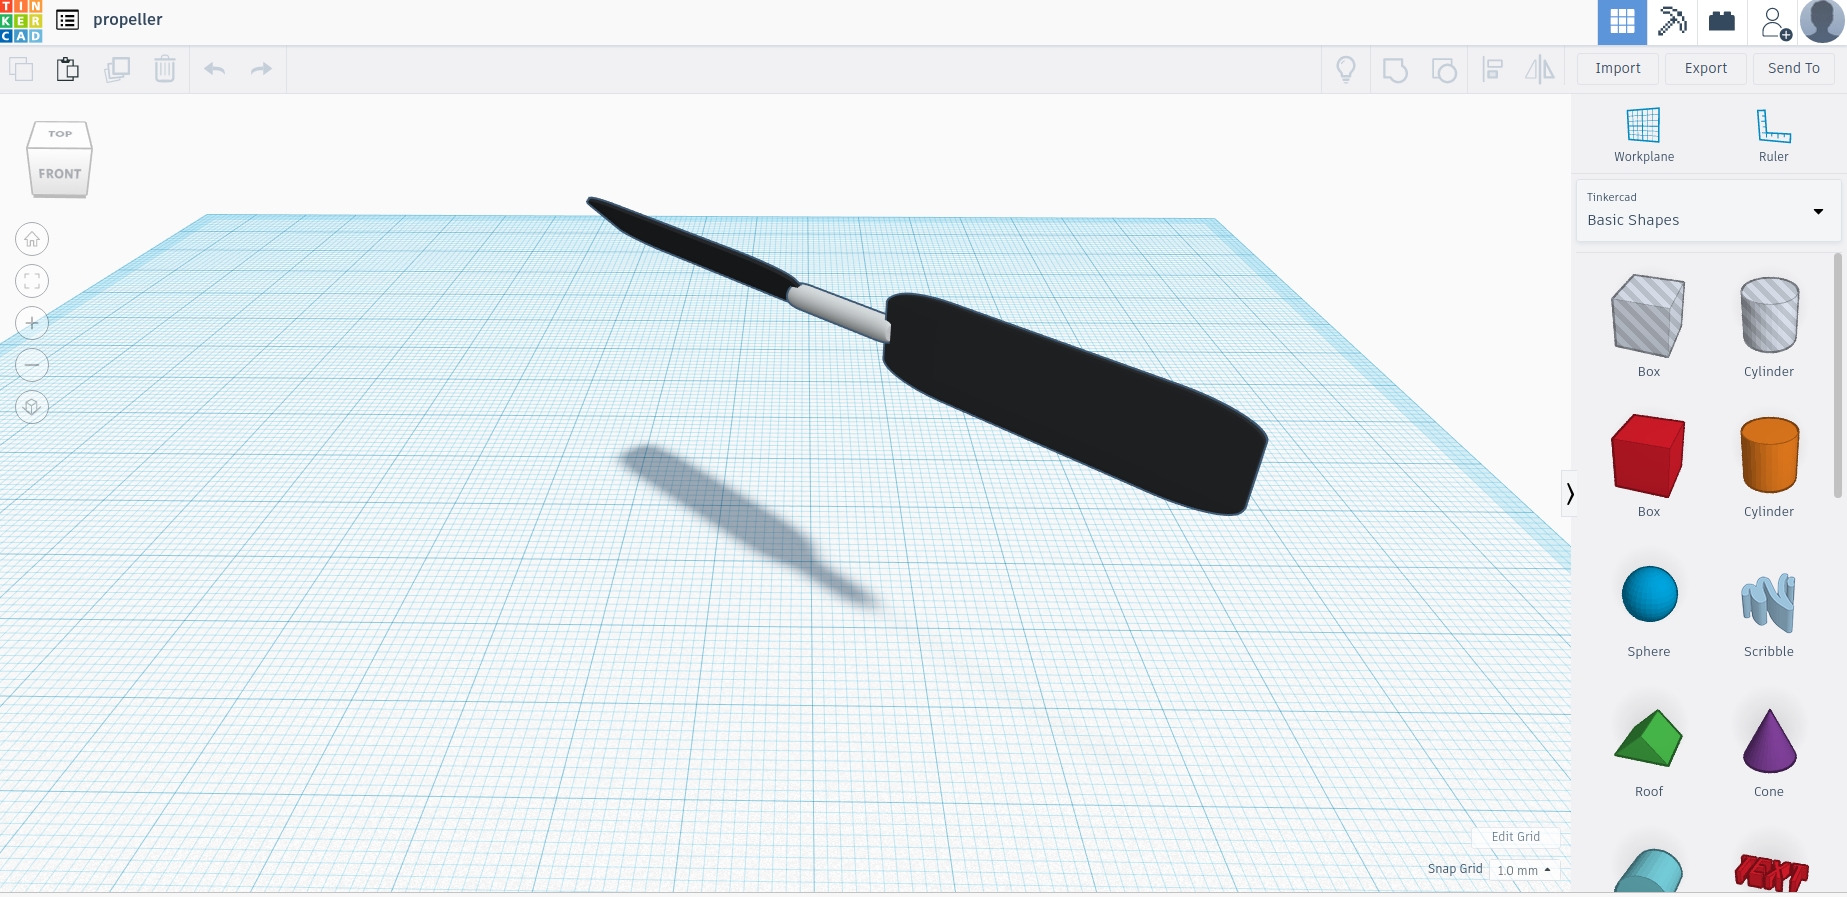 TIN
KER
CAD
propeller
Import
Export
Send To
TOP
FRONT
Workplane
Ruler
Tinkercad
Basic Shapes
Box
Cylinder
Box
Cylinder
Sphere
Scribble
Roof
Cone
TEXT
Edit Grid
Snap Grid
1.0 mm